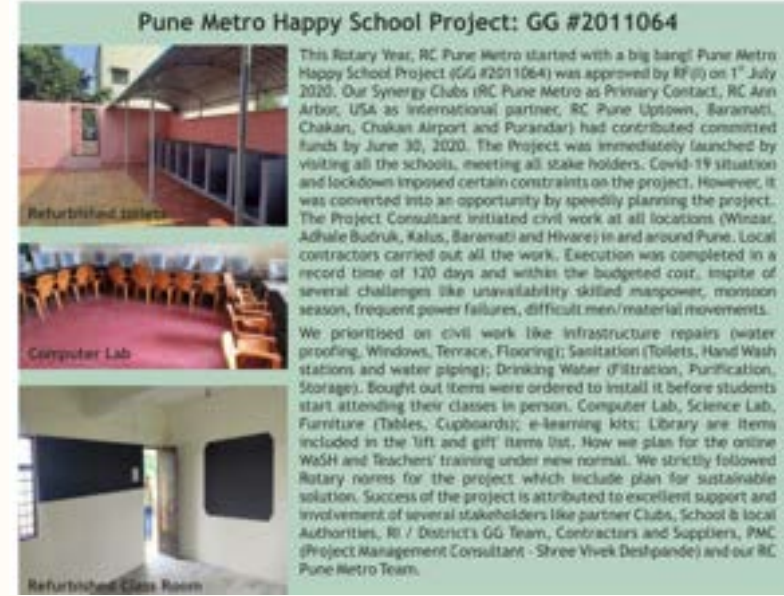 Pune Metro Happy School Project: GG #2011064
This Rotary Year, RC Pune Metro started with a big bang! Pune Metro
Happy School Project (GG #2011064) was approved by RF(I) on 1st July
2020. Our Synergy Clubs (RC Pune Metro as Primary Contact, RC Ann
Arbor, USA as International partner, RC Pune Uptown, Baramati,
Chakan, Chakan Airport and Purandar) had contributed committed
funds by June 30, 2020. The Project was immediately launched by
visiting all the schools, meeting all stake holders. Covid-19 situation
and lockdown imposed certain constraints on the project. However, it
was converted into an opportunity by speedily planning the project.
The Project Consultant initiated civil work at all locations (Winzar,
Adhale Budruk, Kalus, Baramati and Hivare) in and around Pune. Local
contractors carried out all the work. Execution was completed in a
record time of 120 days and within the budgeted cost, inspite of
several challenges like unavailability skilled manpower, monsoon
season, frequent power failures, difficult men/material movements.
We prioritised on civil work like infrastructure repairs (water
proofing, Windows, Terrace, Flooring); Sanitation (Toilets, Hand Wash
stations and water piping); Drinking Water (Filtration, Purification,
Storage). Bought out items were ordered to install it before students
start attending their classes in person. Computer Lab, Science Lab,
Furniture (Tables, Cupboards); e-learning kits; Library are items
included in the 'lift and gift' items list. Now we plan for the online
WaSH and Teachers' training under new normal. We strictly followed
Rotary norms for the project which include plan for sustainable
solution. Success of the project is attributed to excellent support and
involvement of several stakeholders like partner Clubs, School & local
Authorities, RI / District's GG Team, Contractors and Suppliers, PMC
(Project Management Consultant - Shree Vivek Deshpande) and our RC
Pune Metro Team.
Refurbished toilets
Computer Lab
Refurbished Class Room